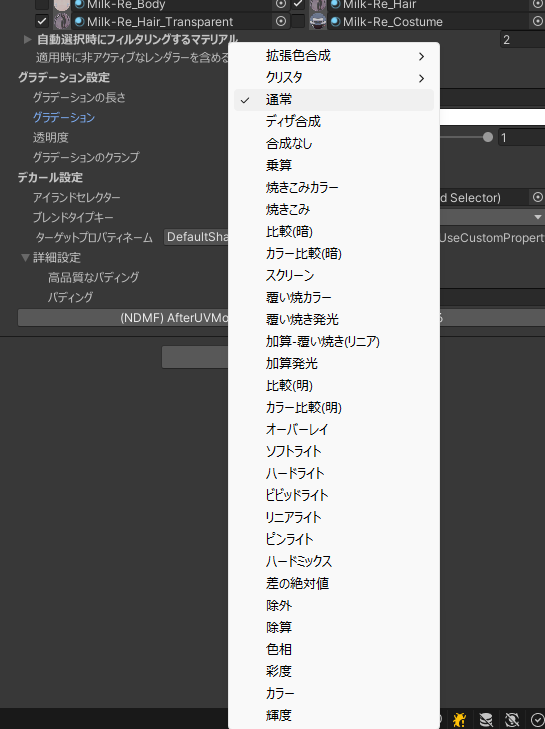 Milk-Re_Body
Milk-Re_Hair
Milk-Re_Hair_Transparent
Milk-Re_Costume
自動選択時にフィルタリングするマテリアル
2
適用時に非アクティブなレンダラーを含める
グラデーション設定
グラデーションの長さ
グラデーション
透明度
1
グラデーションのクランプ
デカール設定
アイランドセレクター
d Selector)
ブレンドタイプキー
ターゲットプロパティネーム
DefaultSha
UseCustomPropert
詳細設定
高品質なパディング
パディング
(NDMF) AfterUVMo
拡張色合成
クリスタ
通常
ディザ合成
合成なし
乗算
焼きこみカラー
焼きこみ
比較(暗)
カラー比較(暗)
スクリーン
覆い焼カラー
覆い焼き発光
加算-覆い焼き(リニア)
加算発光
比較(明)
カラー比較(明)
オーバーレイ
ソフトライト
ハードライト
ビビッドライト
リニアライト
ピンライト
ハードミックス
差の絶対値
除外
除算
色相
彩度
カラー
輝度